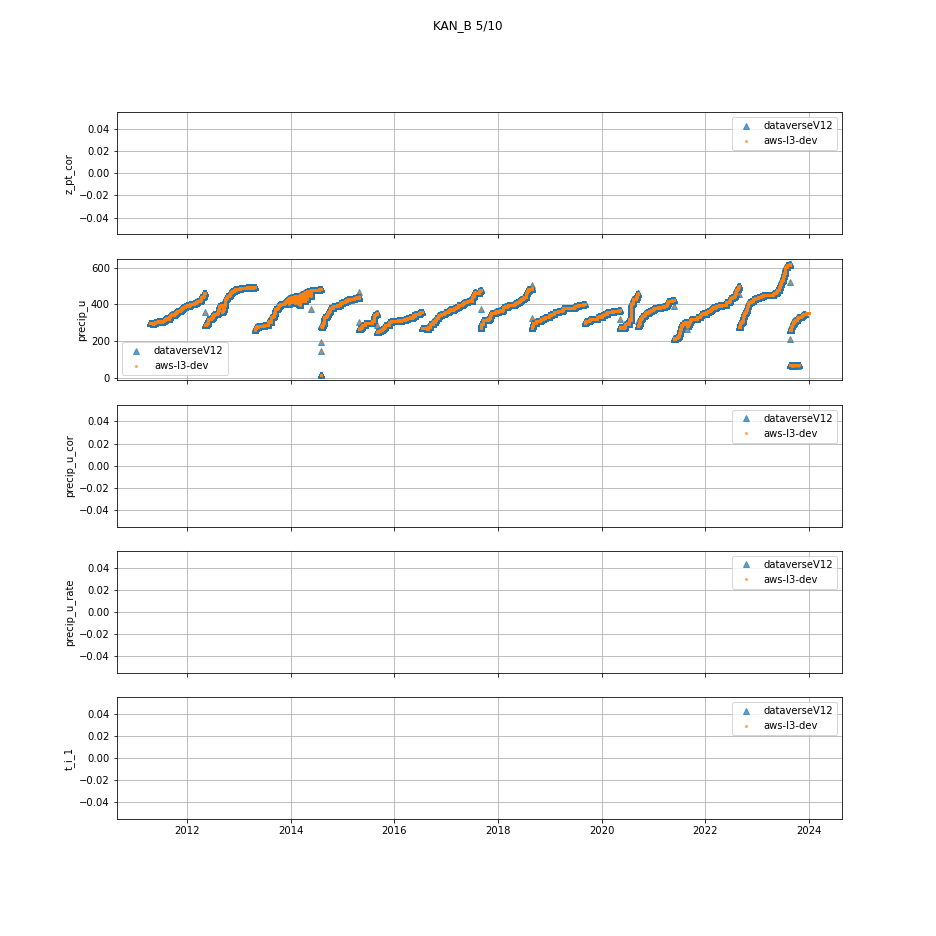 KAN_B 5/10
0.04
0.02
0.00
−0.02
−0.04
z_pt_cor
dataverseV12
aws-l3-dev
600
400
200
0
precip_u
dataverseV12
aws-l3-dev
0.04
0.02
0.00
−0.02
−0.04
precip_u_cor
dataverseV12
aws-l3-dev
0.04
0.02
0.00
−0.02
−0.04
precip_u_rate
dataverseV12
aws-l3-dev
0.04
0.02
0.00
−0.02
−0.04
t_i_1
dataverseV12
aws-l3-dev
2012 2014 2016 2018 2020 2022 2024